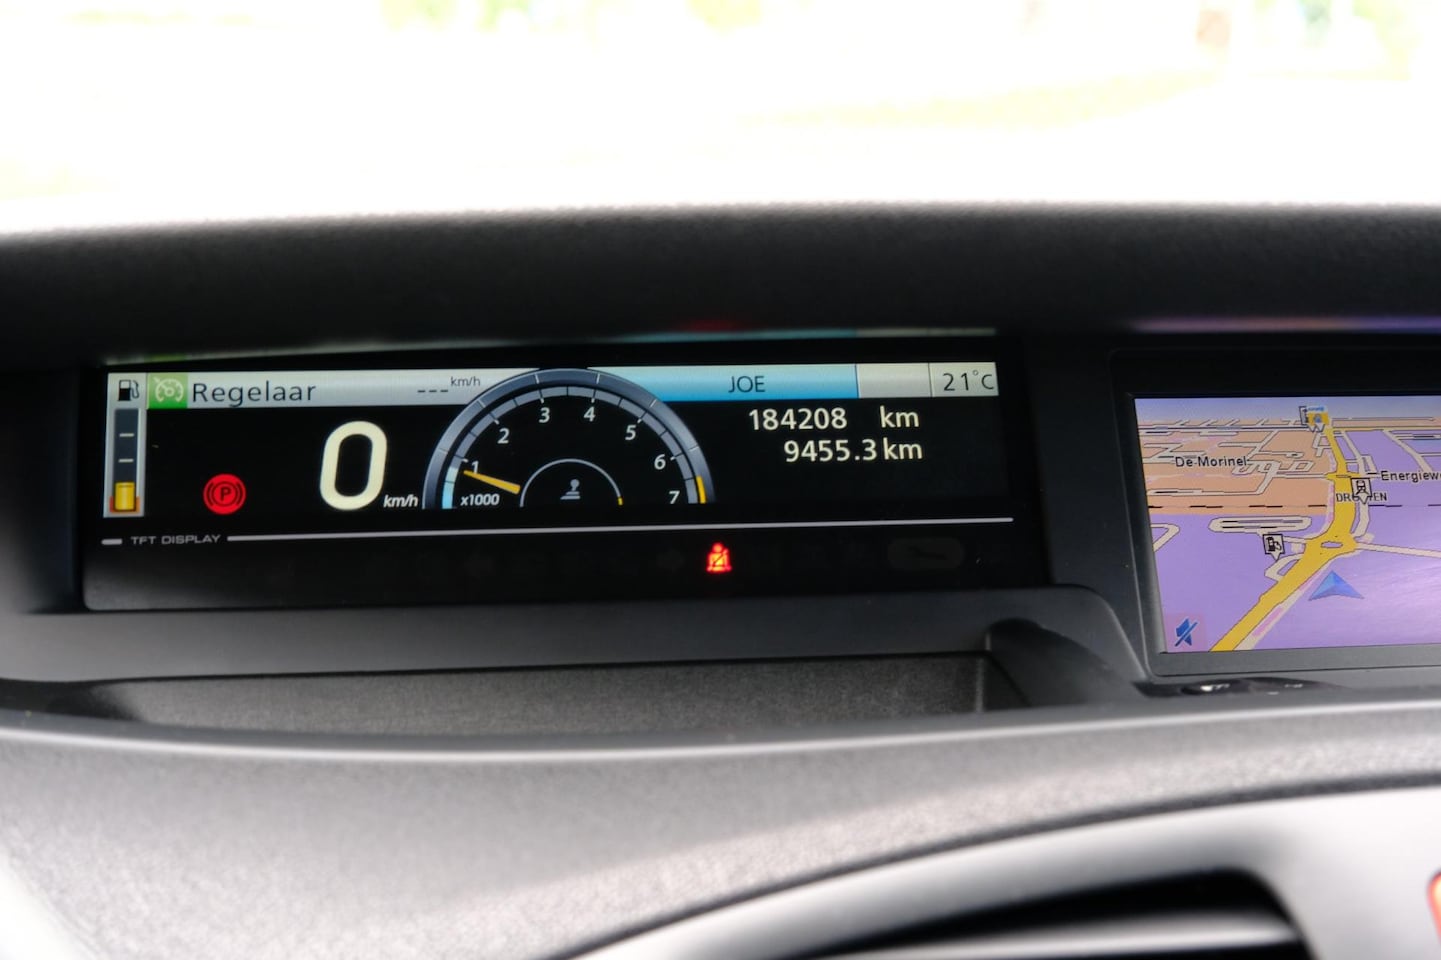 Regelaar ---km/h
JOE
21°C
184208 km
9455.3 km
0 km/h
1 2 3 4 5 6 7
x1000
P
TFT DISPLAY
De Morinel